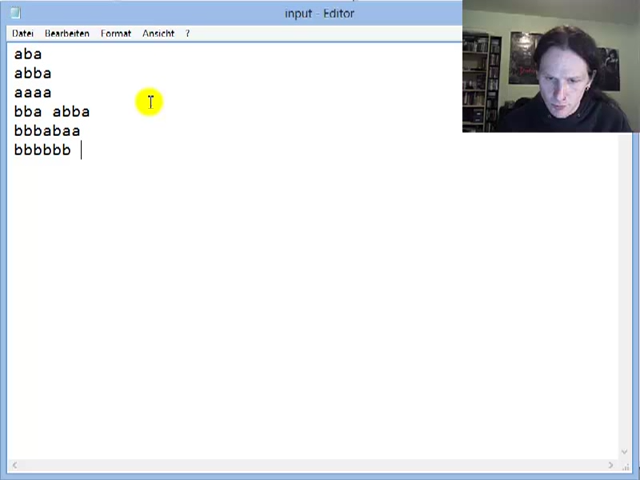 input - Editor
Datei Bearbeiten Format Ansicht ?
aba
abba
aaaa
bba abba
bbbabaa
bbbbbb